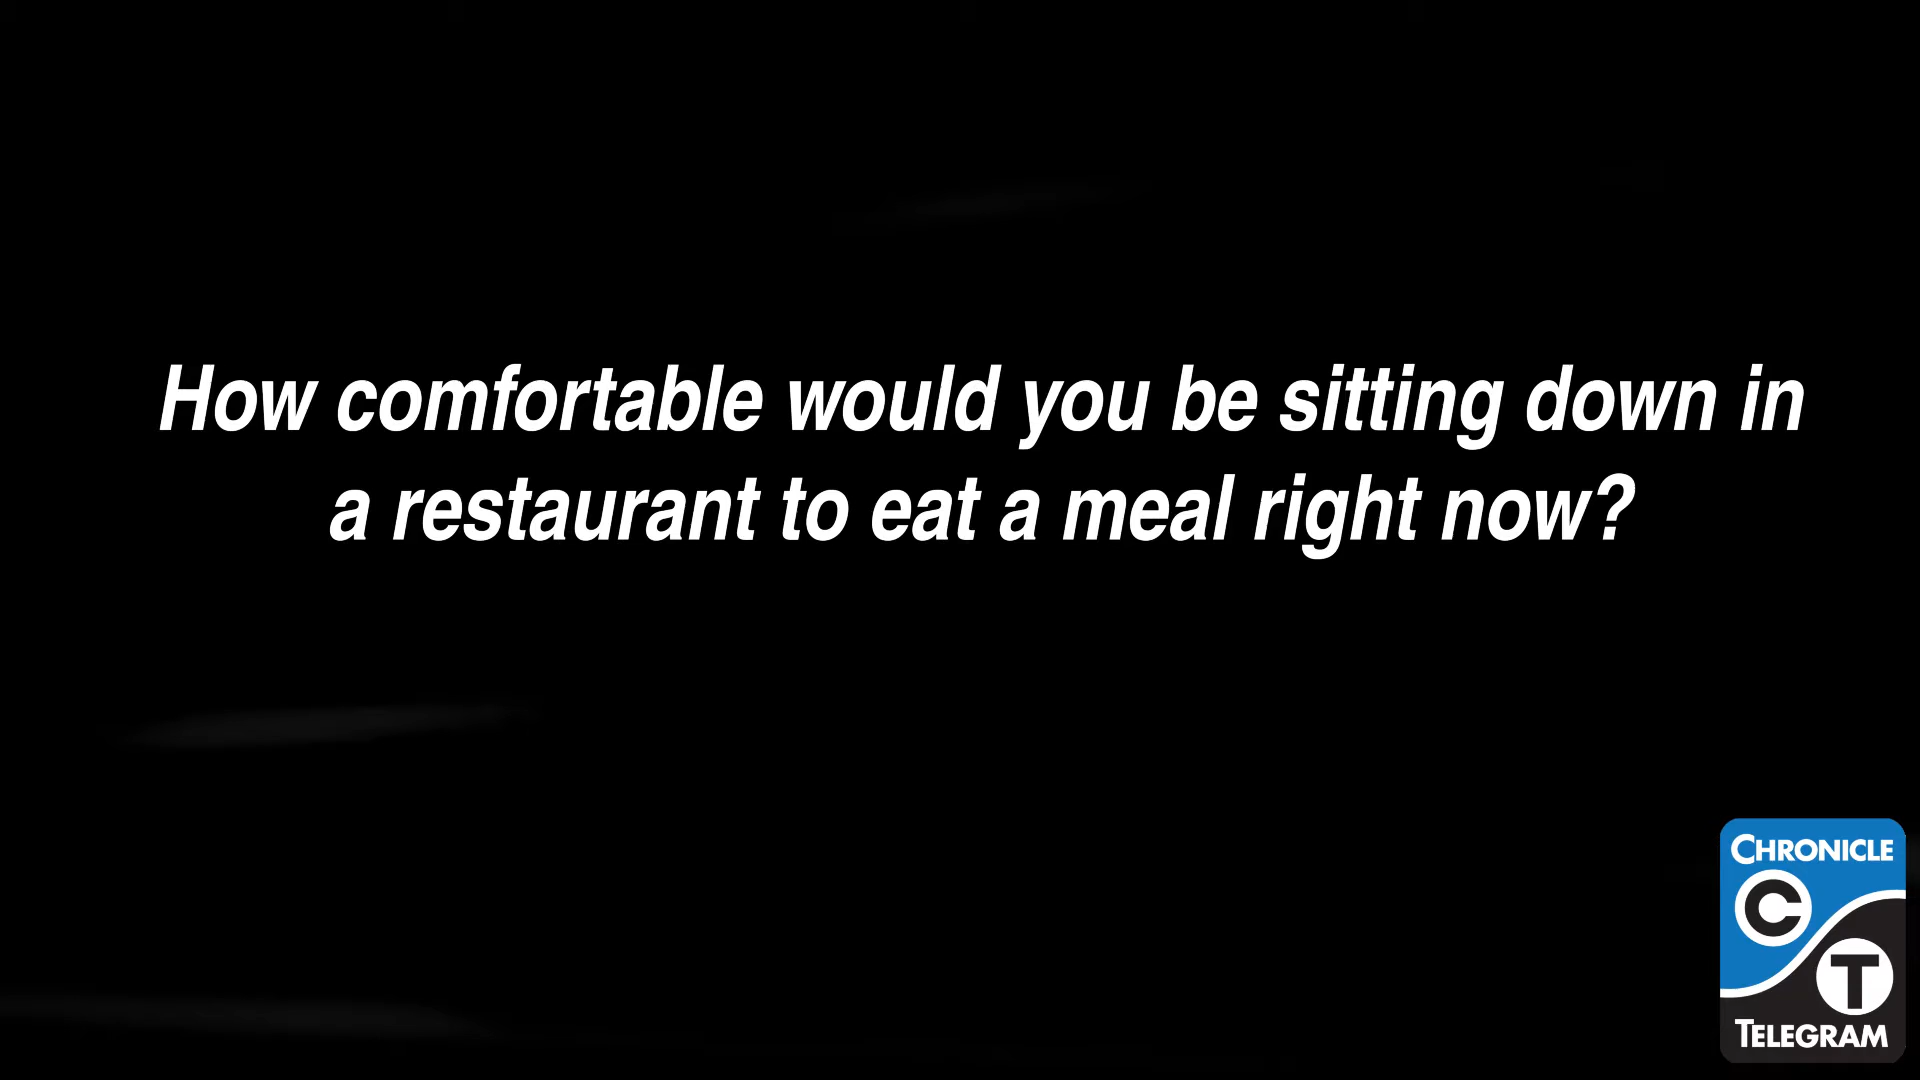 How comfortable would you be sitting down in
a restaurant to eat a meal right now?
CHRONICLE
C
T
TELEGRAM